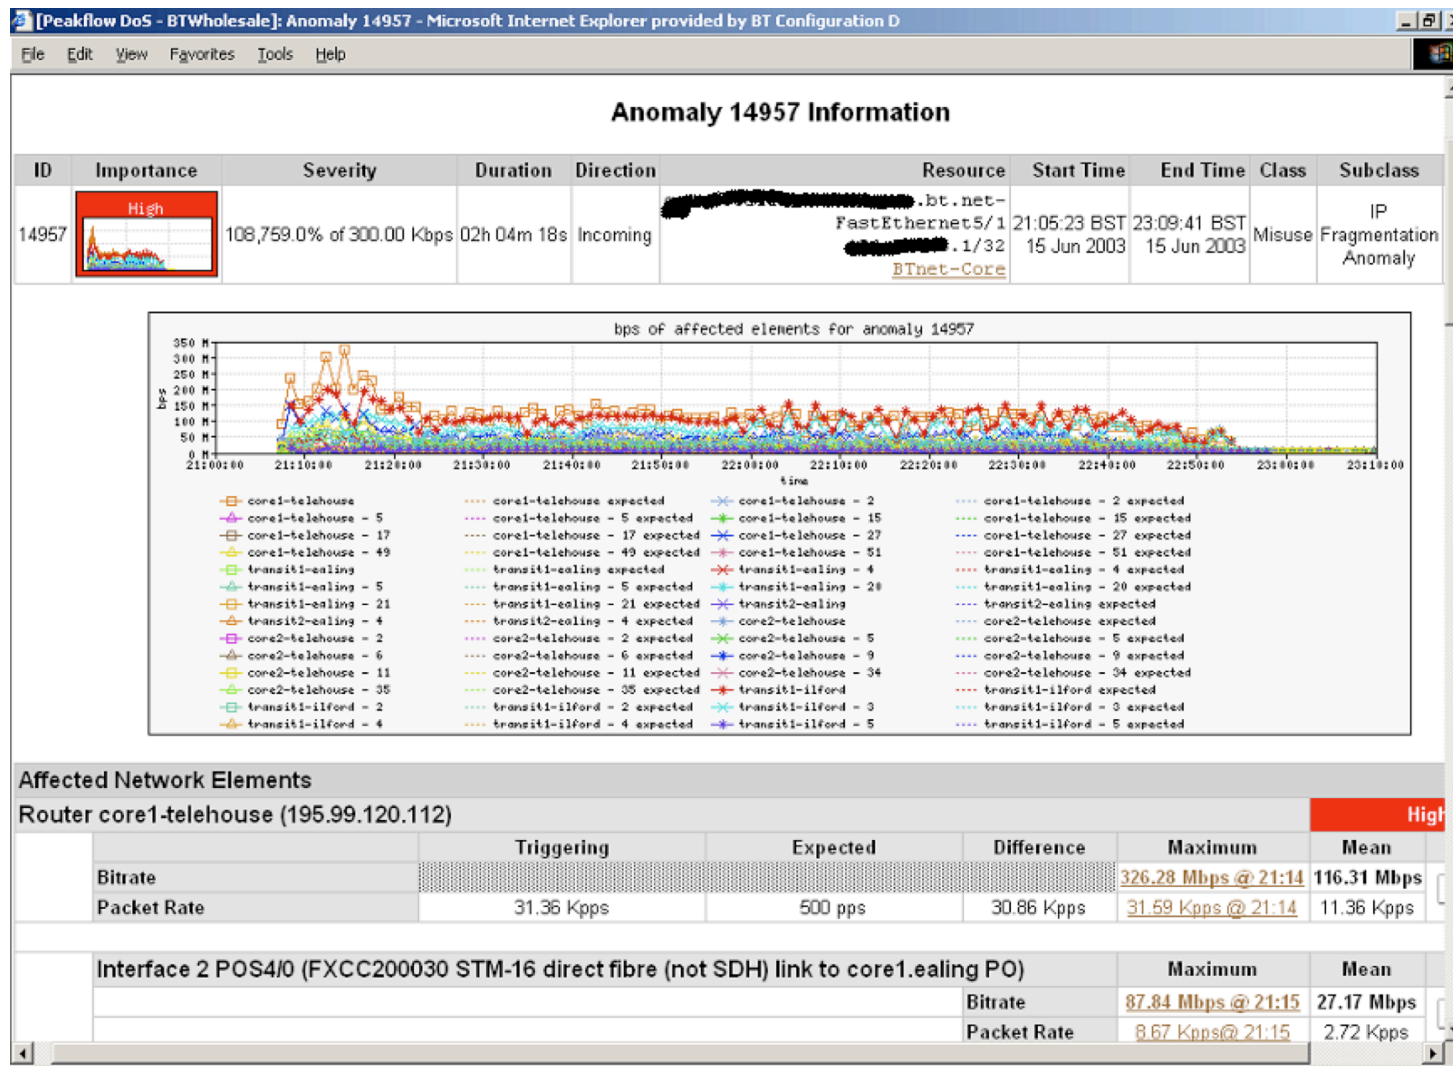 [Peakflow DoS - BTWholesale]: Anomaly 14957 - Microsoft Internet Explorer provided by BT Configuration D
File Edit View Favorites Tools Help
Anomaly 14957 Information
ID Importance Severity Duration Direction Resource Start Time End Time Class Subclass
14957 High 108,759.0% of 300.00 Kbps 02h 04m 18s Incoming .bt.net-FastEthernet5/1 .1/32 BTnet-Core 21:05:23 BST 15 Jun 2003 23:09:41 BST 15 Jun 2003 Misuse IP Fragmentation Anomaly
bps of affected elements for anomaly 14957
350 M
300 M
250 M
200 M
150 M
100 M
50 M
0 M
bps
21:00:00 21:10:00 21:20:00 21:30:00 21:40:00 21:50:00 22:00:00 22:10:00 22:20:00 22:30:00 22:40:00 22:50:00 23:00:00 23:10:00
time
core1-telehouse core1-telehouse expected core1-telehouse - 2 core1-telehouse - 2 expected
core1-telehouse - 5 core1-telehouse - 5 expected core1-telehouse - 15 core1-telehouse - 15 expected
core1-telehouse - 17 core1-telehouse - 17 expected core1-telehouse - 27 core1-telehouse - 27 expected
core1-telehouse - 49 core1-telehouse - 49 expected core1-telehouse - 51 core1-telehouse - 51 expected
transit1-ealing transit1-ealing expected transit1-ealing - 4 transit1-ealing - 4 expected
transit1-ealing - 5 transit1-ealing - 5 expected transit1-ealing - 20 transit1-ealing - 20 expected
transit1-ealing - 21 transit1-ealing - 21 expected transit2-ealing transit2-ealing expected
transit2-ealing - 4 transit2-ealing - 4 expected core2-telehouse core2-telehouse expected
core2-telehouse - 2 core2-telehouse - 2 expected core2-telehouse - 5 core2-telehouse - 5 expected
core2-telehouse - 6 core2-telehouse - 6 expected core2-telehouse - 9 core2-telehouse - 9 expected
core2-telehouse - 11 core2-telehouse - 11 expected core2-telehouse - 34 core2-telehouse - 34 expected
core2-telehouse - 35 core2-telehouse - 35 expected transit1-ilford transit1-ilford expected
transit1-ilford - 2 transit1-ilford - 2 expected transit1-ilford - 3 transit1-ilford - 3 expected
transit1-ilford - 4 transit1-ilford - 4 expected transit1-ilford - 5 transit1-ilford - 5 expected
Affected Network Elements
Router core1-telehouse (195.99.120.112) High
Triggering Expected Difference Maximum Mean
Bitrate 326.28 Mbps @ 21:14 116.31 Mbps
Packet Rate 31.36 Kpps 500 pps 30.86 Kpps 31.59 Kpps @ 21:14 11.36 Kpps
Interface 2 POS4/0 (FXCC200030 STM-16 direct fibre (not SDH) link to core1.ealing PO) Maximum Mean
Bitrate 87.84 Mbps @ 21:15 27.17 Mbps
Packet Rate 8.67 Kpps@ 21:15 2.72 Kpps